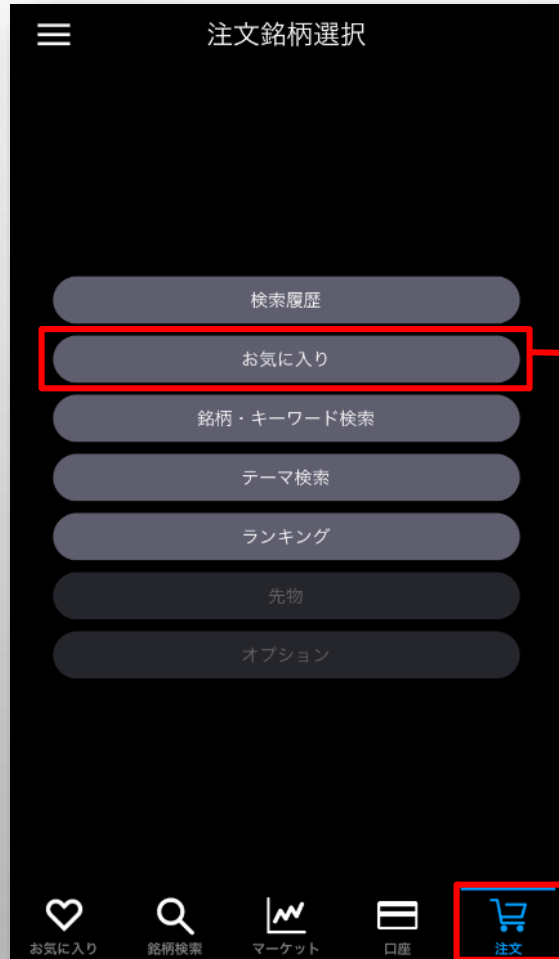 注文銘柄選択
検索履歴
お気に入り
銘柄・キーワード検索
テーマ検索
ランキング
先物
オプション
お気に入り
銘柄検索
マーケット
口座
注文